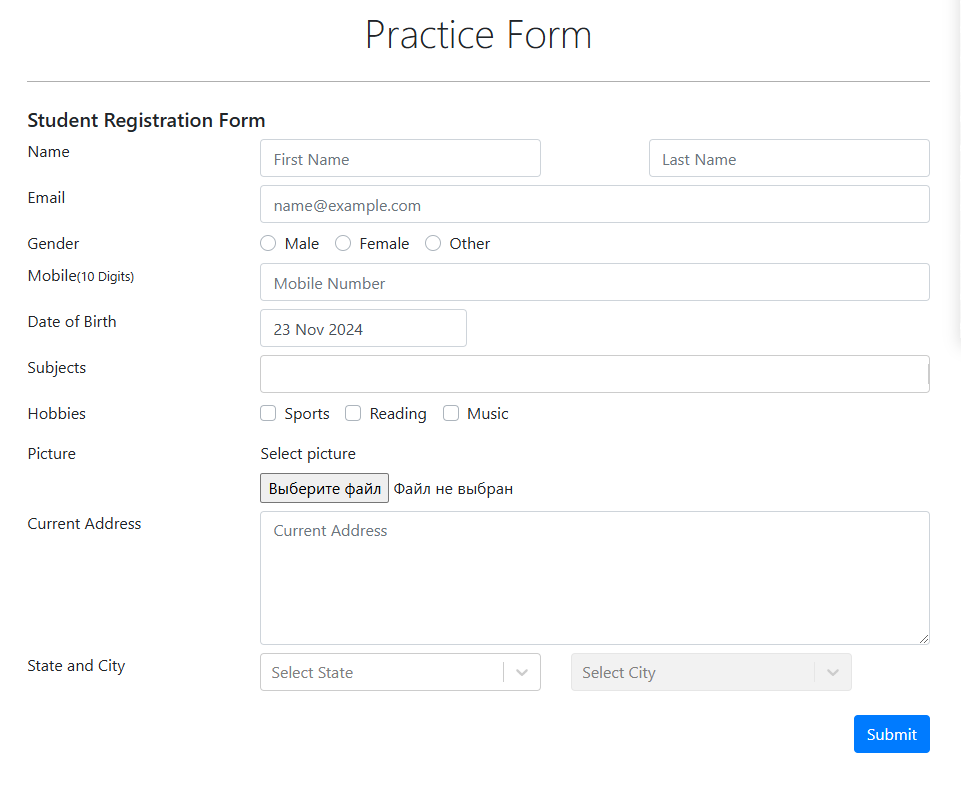 Practice Form
Student Registration Form
Name First Name Last Name
Email name@example.com
Gender Male Female Other
Mobile(10 Digits) Mobile Number
Date of Birth 23 Nov 2024
Subjects
Hobbies Sports Reading Music
Picture Select picture
Выберите файл Файл не выбран
Current Address Current Address
State and City Select State Select City
Submit